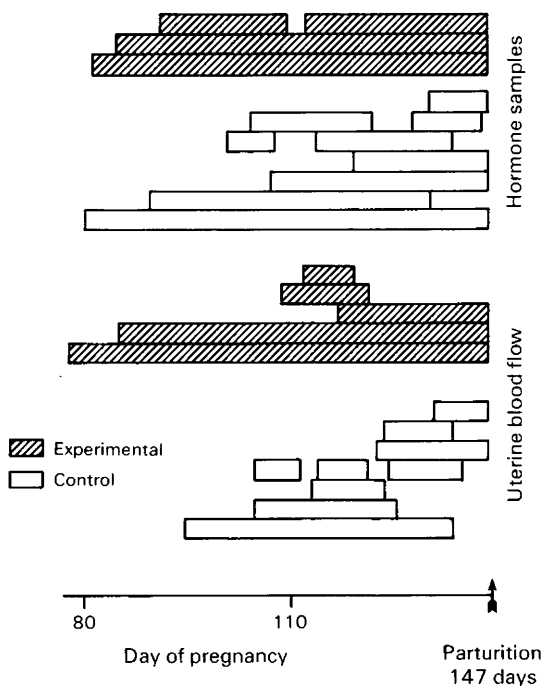 Hormone samples
Uterine blood flow
Experimental
Control
80
110
Day of pregnancy
Parturition
147 days